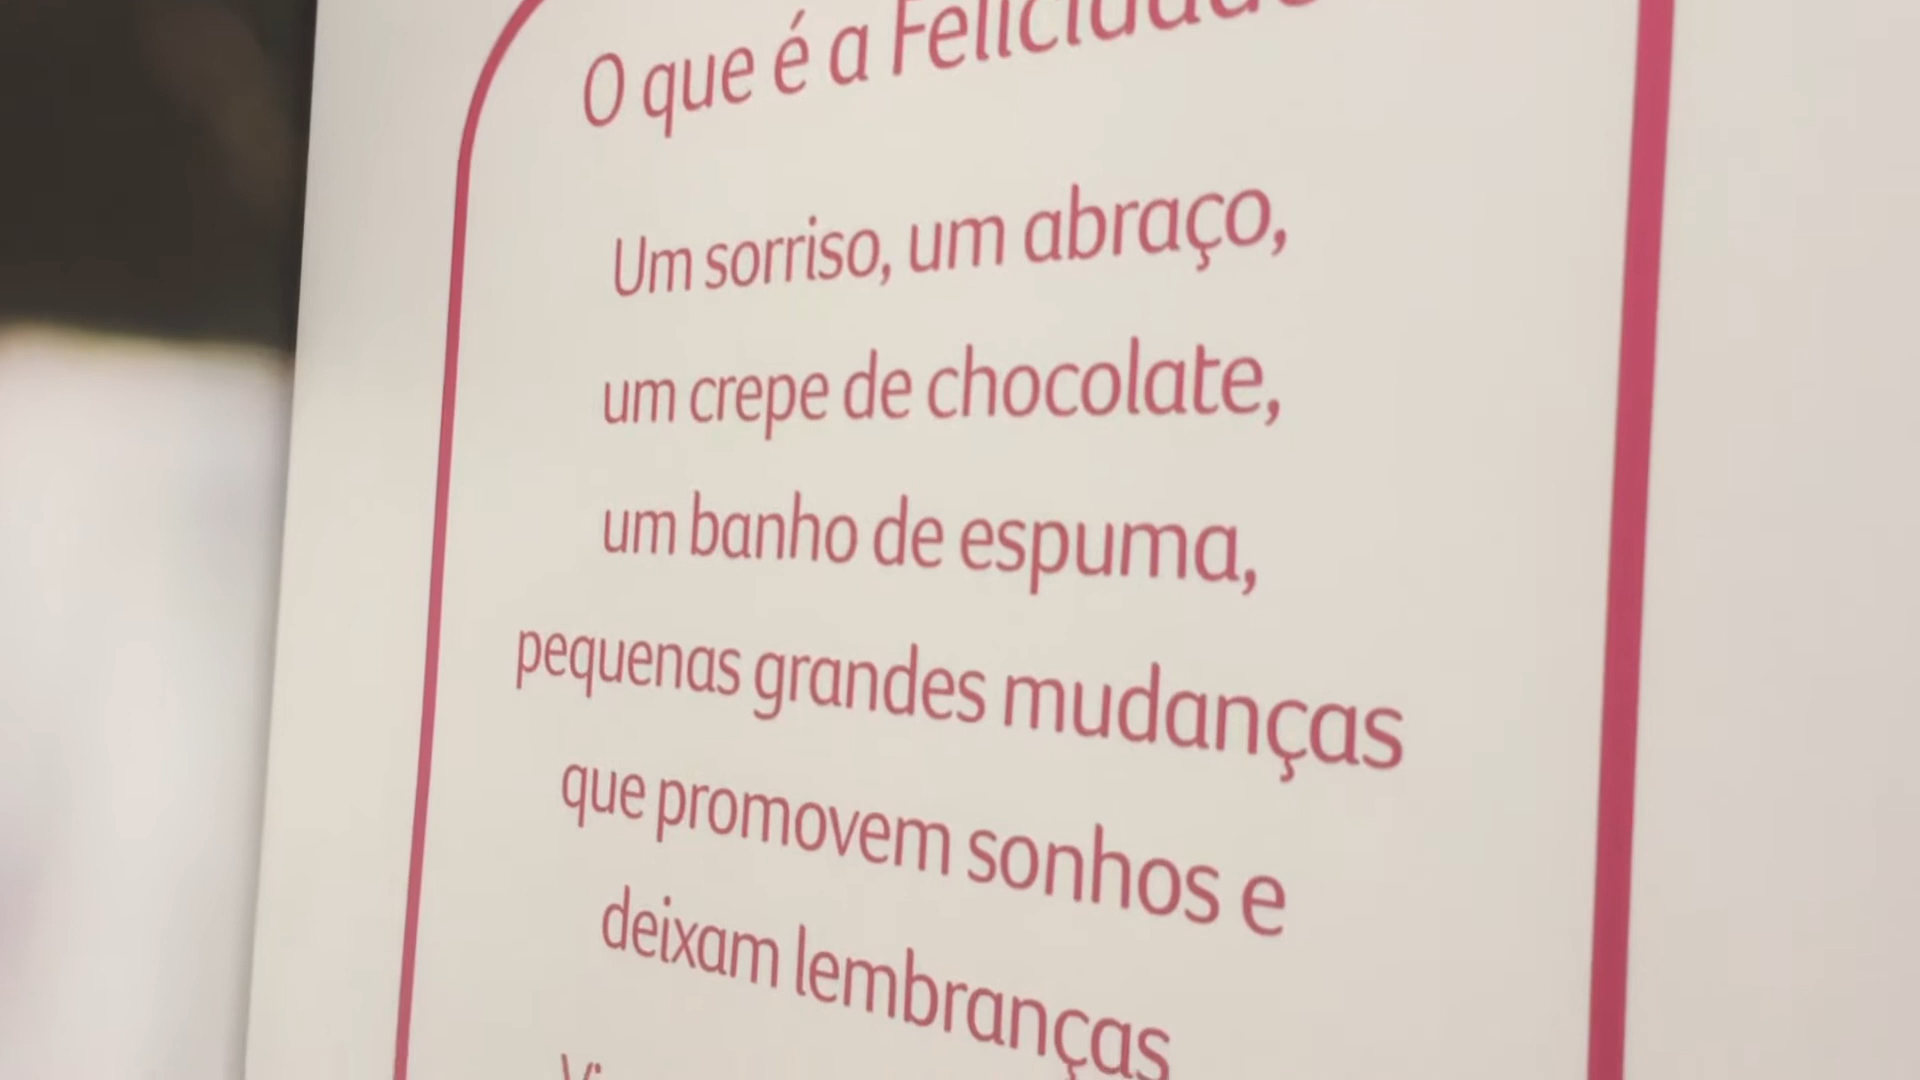 O que é a Felicidade
Um sorriso, um abraço,
um crepe de chocolate,
um banho de espuma,
pequenas grandes mudanças
que promovem sonhos e
deixam lembranças